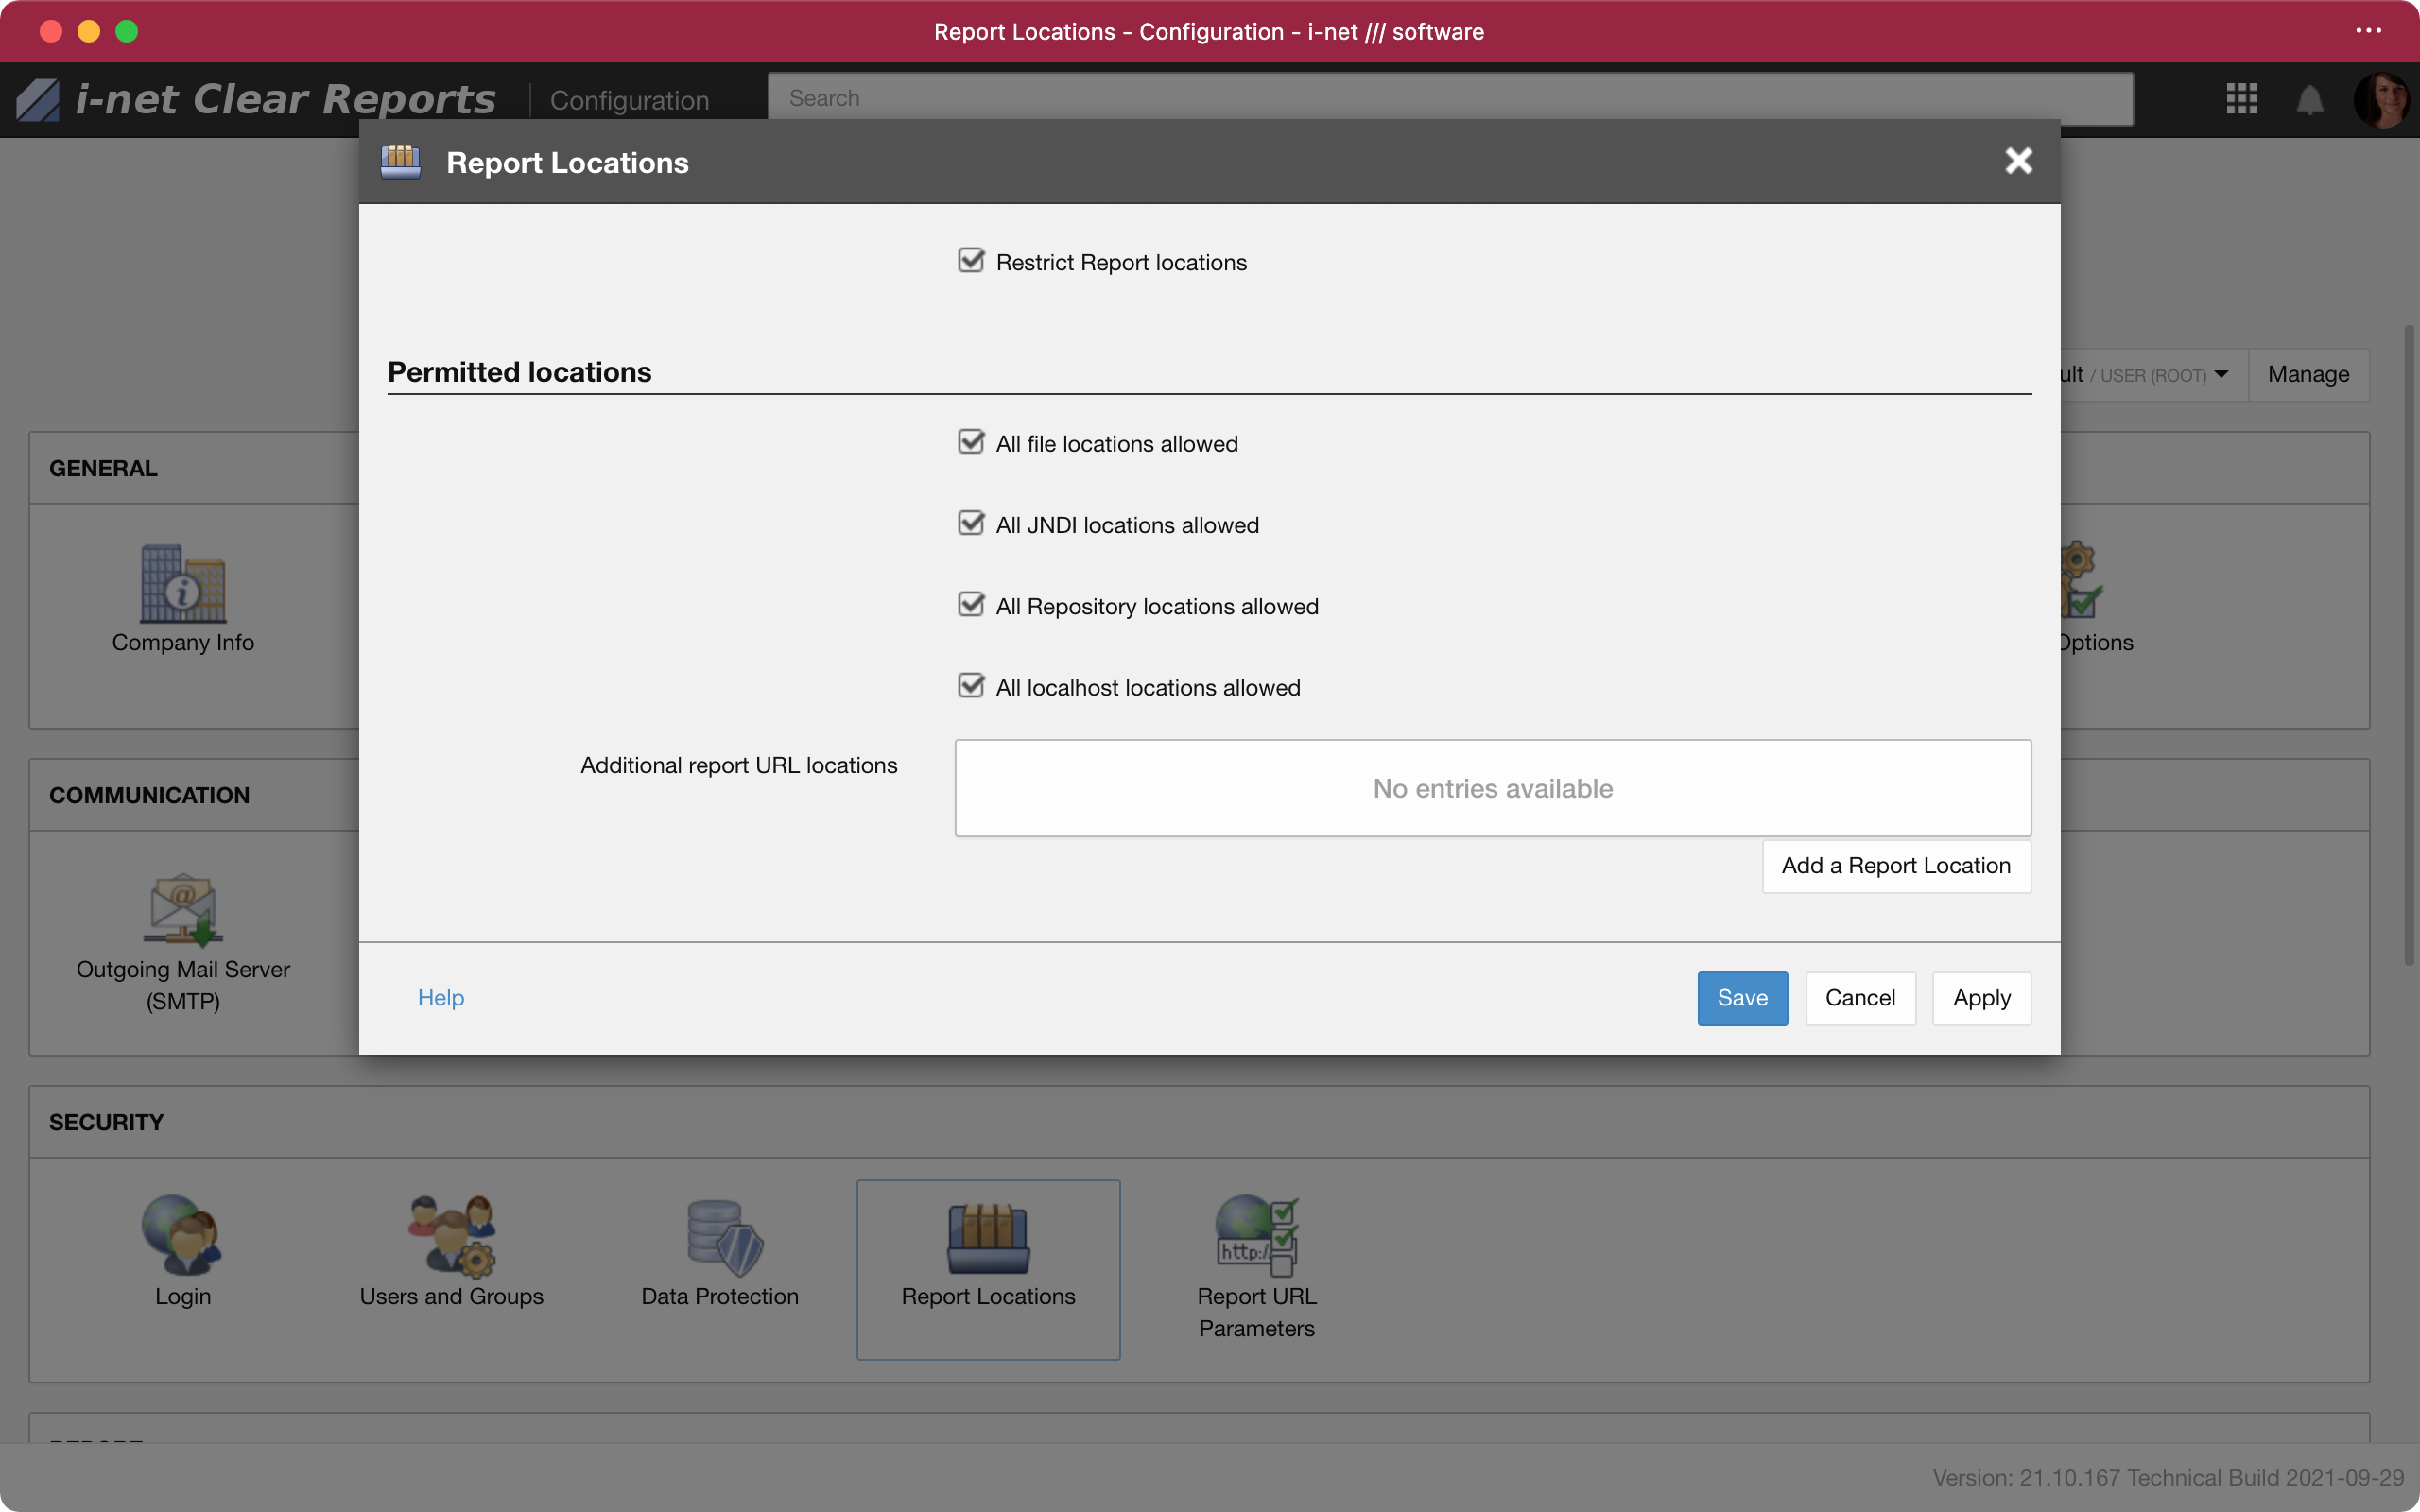 Report Locations - Configuration - i-net /// software
i-net Clear Reports
Configuration
Search
Report Locations
Restrict Report locations
Permitted locations
All file locations allowed
All JNDI locations allowed
All Repository locations allowed
All localhost locations allowed
Additional report URL locations
No entries available
Add a Report Location
Help
Save
Cancel
Apply
ult / USER (ROOT)
Manage
GENERAL
Company Info
Options
COMMUNICATION
Outgoing Mail Server
(SMTP)
SECURITY
Login
Users and Groups
Data Protection
Report Locations
http:/
Report URL
Parameters
Version: 21.10.167 Technical Build 2021-09-29